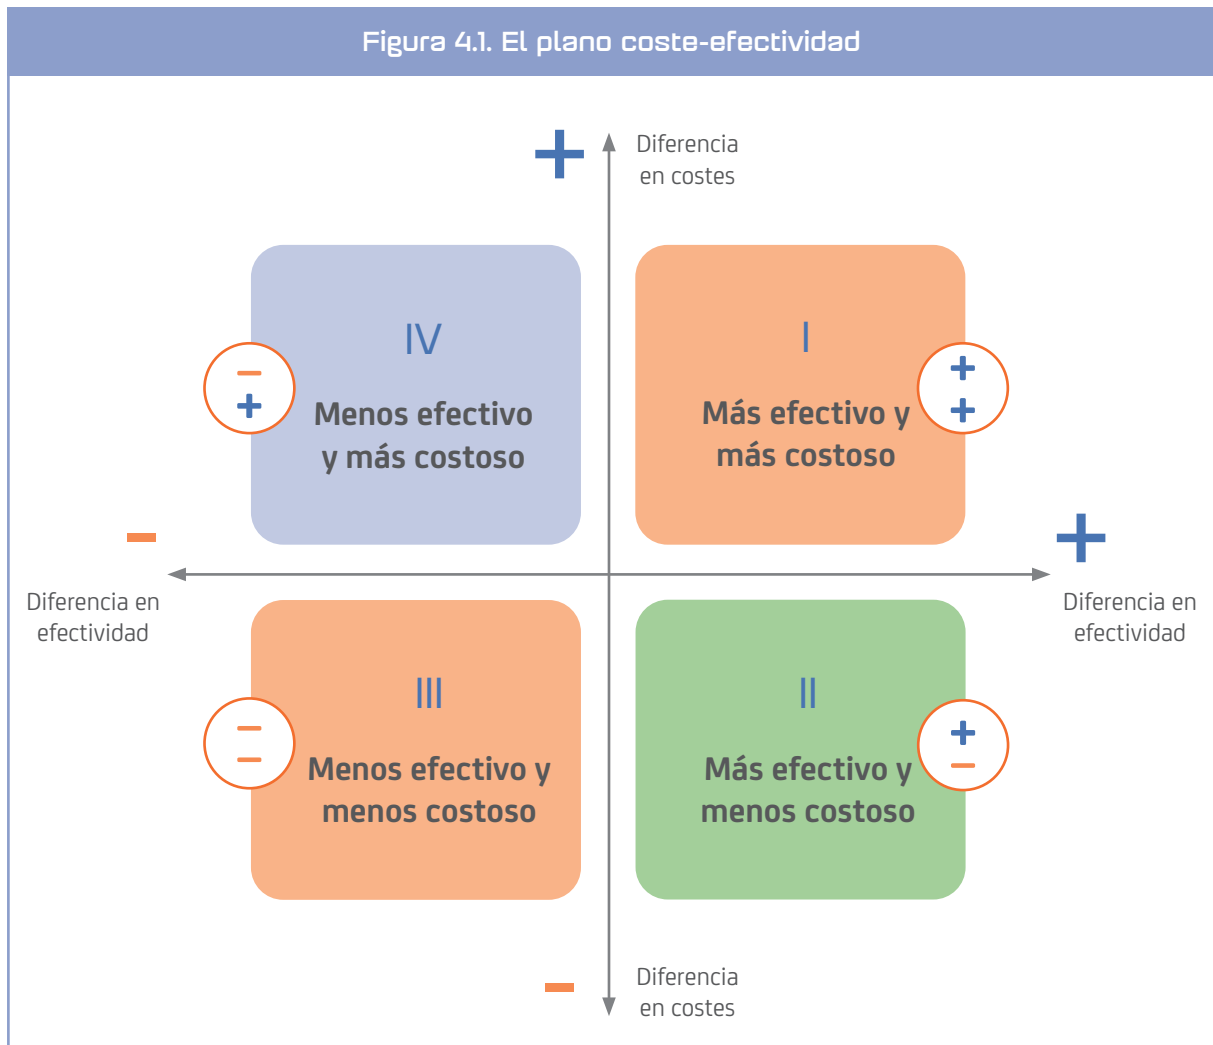 Figura 4.1. El plano coste-efectividad
+
Diferencia
en costes
IV
Menos efectivo
y más costoso
−
+
I
Más efectivo y
más costoso
+
+
−
Diferencia en
efectividad
+
Diferencia en
efectividad
III
Menos efectivo y
menos costoso
−
−
II
Más efectivo y
menos costoso
+
−
−
Diferencia
en costes